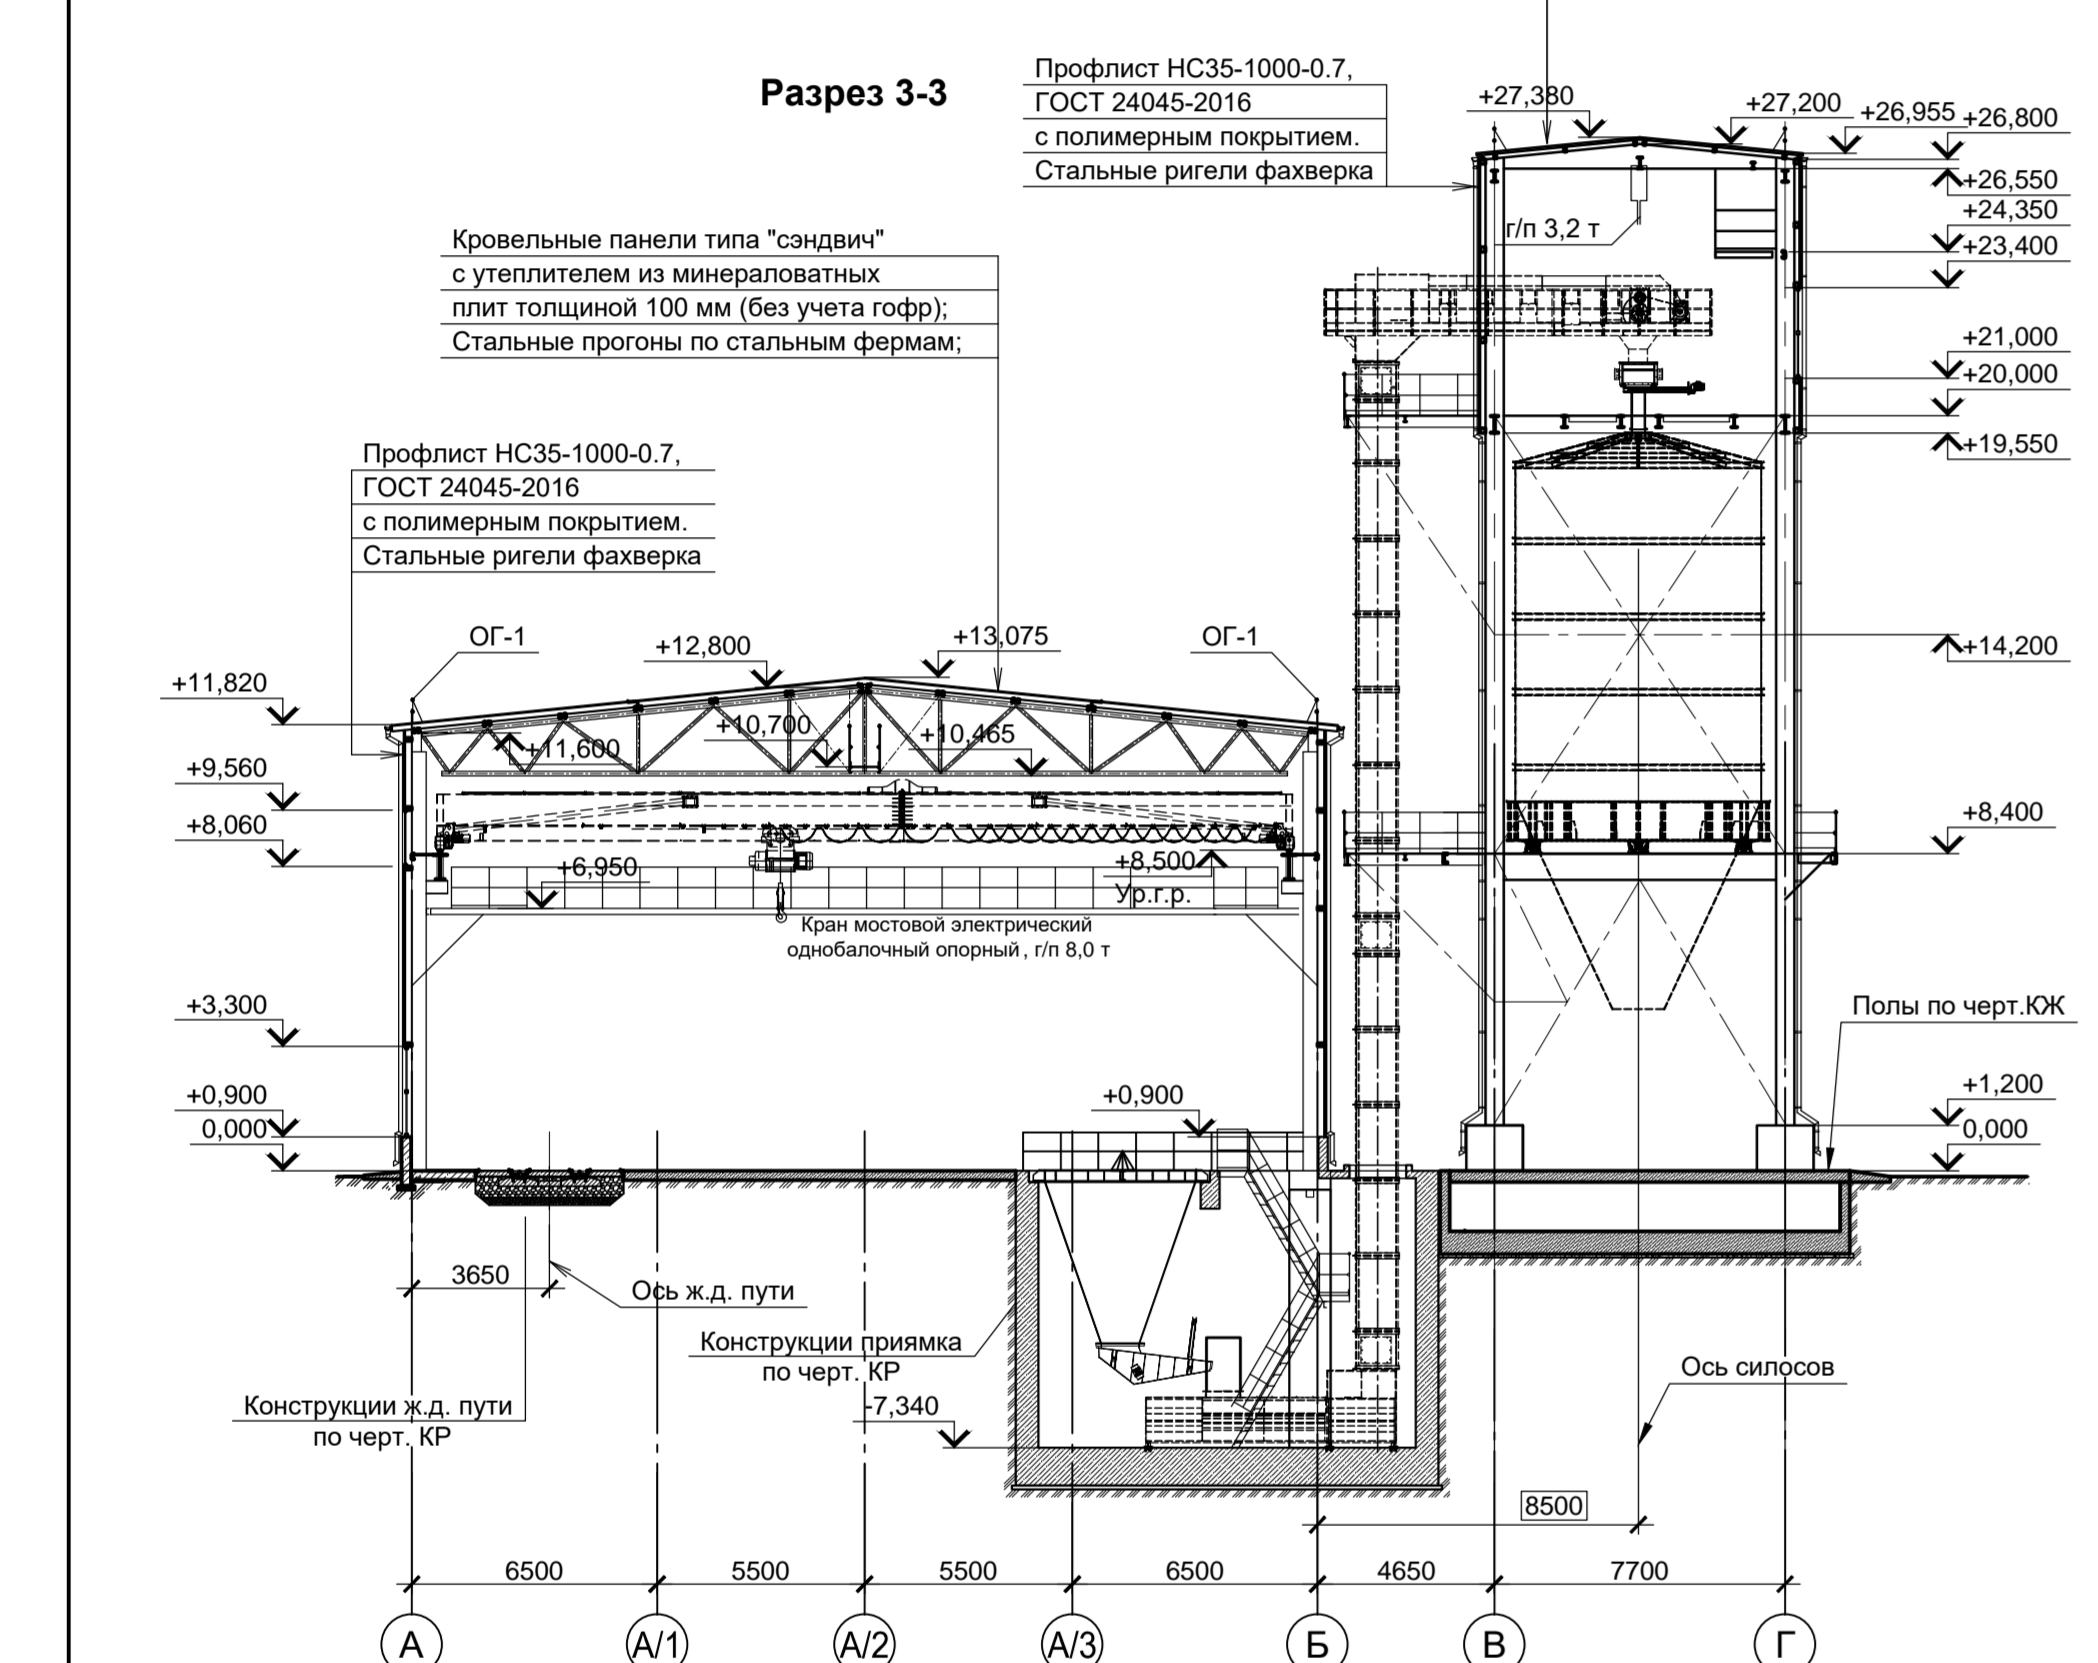 Разрез 3-3
Профлист НС35-1000-0.7,
ГОСТ 24045-2016
с полимерным покрытием.
Стальные ригели фахверка
+27,380
+27,200
+26,955
+26,800
+26,550
+24,350
+23,400
+21,000
+20,000
+19,550
+14,200
+8,400
+1,200
0,000
г/п 3,2 т
Кровельные панели типа "сэндвич"
с утеплителем из минераловатных
плит толщиной 100 мм (без учета гофр);
Стальные прогоны по стальным фермам;
Профлист НС35-1000-0.7,
ГОСТ 24045-2016
с полимерным покрытием.
Стальные ригели фахверка
ОГ-1
+12,800
+13,075
ОГ-1
+11,820
+9,560
+8,060
+3,300
+0,900
0,000
+11,600
+10,700
+10,465
+6,950
+8,500
Ур.г.р.
Кран мостовой электрический
однобалочный опорный, г/п 8,0 т
Полы по черт.КЖ
+0,900
3650
Ось ж.д. пути
Конструкции приямка
по черт. КР
Конструкции ж.д. пути
по черт. КР
-7,340
Ось силосов
8500
6500
5500
5500
6500
4650
7700
А
А/1
А/2
А/3
Б
В
Г